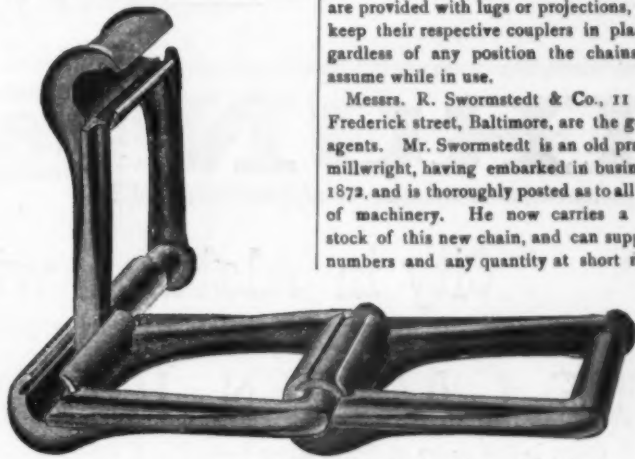 are provided with lugs or projections,
keep their respective couplers in pla
gardless of any position the chains
assume while in use.
Messrs. R. Swormstedt & Co., 11
Frederick street, Baltimore, are the g
agents. Mr. Swormstedt is an old pra
millwright, having embarked in busin
1872, and is thoroughly posted as to all
of machinery. He now carries a
stock of this new chain, and can supp
numbers and any quantity at short n